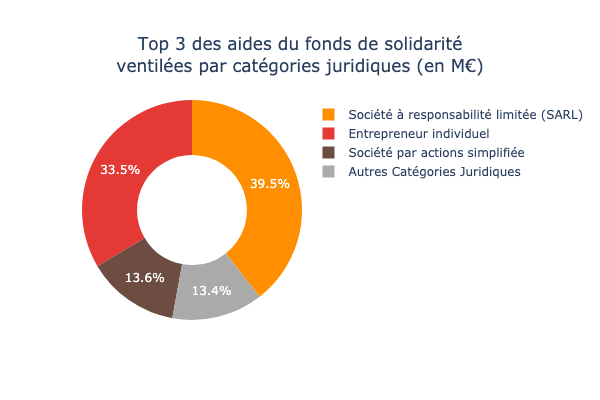 Top 3 des aides du fonds de solidarité
ventilées par catégories juridiques (en M€)
Société à responsabilité limitée (SARL)
Entrepreneur individuel
Société par actions simplifiée
Autres Catégories Juridiques
33.5%
39.5%
13.6%
13.4%